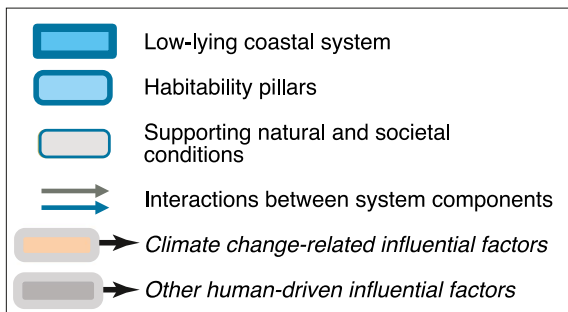 Low-lying coastal system
Habitability pillars
Supporting natural and societal
conditions
Interactions between system components
Climate change-related influential factors
Other human-driven influential factors